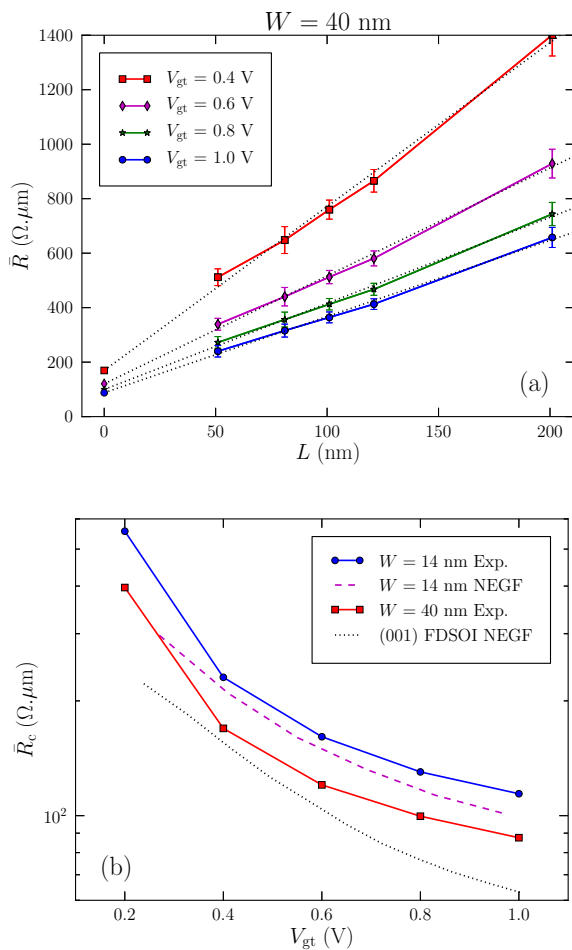 W = 40 nm
1400
1200
1000
800
600
400
200
0
R̄ (Ω.μm)
V_gt = 0.4 V
V_gt = 0.6 V
V_gt = 0.8 V
V_gt = 1.0 V
(a)
0 50 100 150 200
L (nm)
R̄_c (Ω.μm)
10²
W = 14 nm Exp.
W = 14 nm NEGF
W = 40 nm Exp.
(001) FDSOI NEGF
(b)
0.2 0.4 0.6 0.8 1.0
V_gt (V)